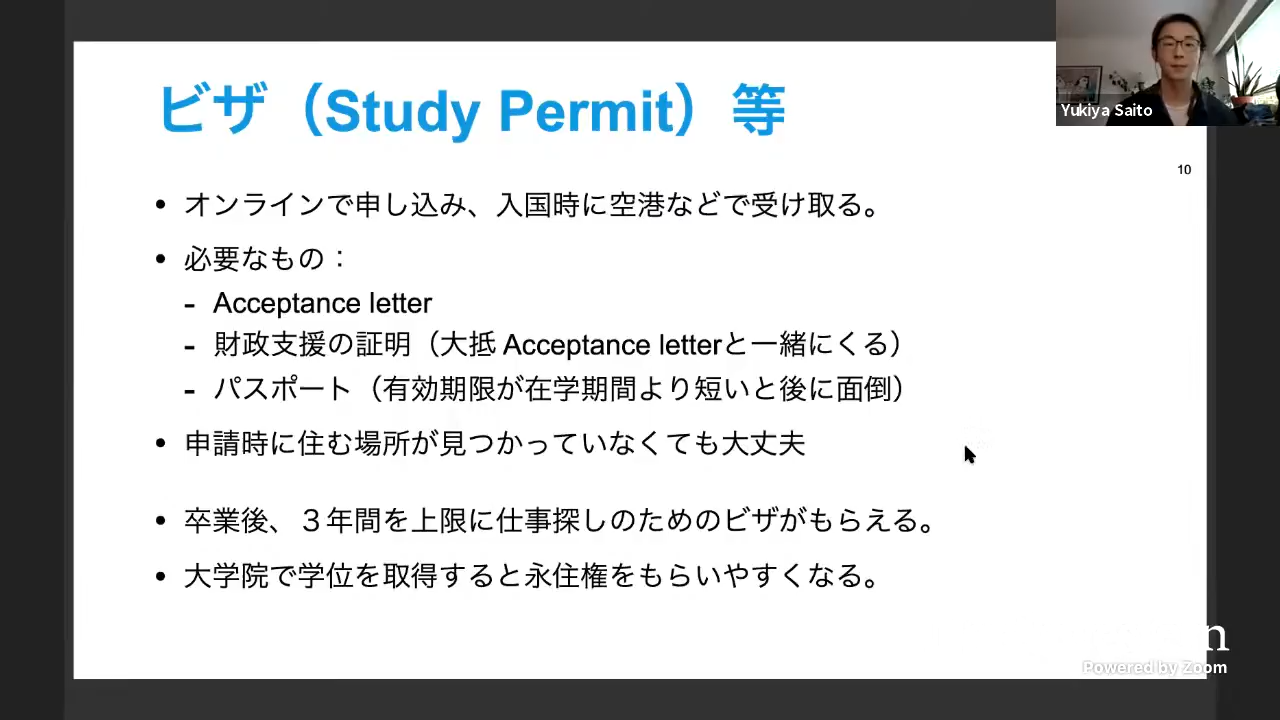 ビザ（Study Permit）等
Yukiya Saito
10
• オンラインで申し込み、入国時に空港などで受け取る。
• 必要なもの：
- Acceptance letter
- 財政支援の証明（大抵 Acceptance letterと一緒にくる）
- パスポート（有効期限が在学期間より短いと後に面倒）
• 申請時に住む場所が見つかっていなくても大丈夫
• 卒業後、３年間を上限に仕事探しのためのビザがもらえる。
• 大学院で学位を取得すると永住権をもらいやすくなる。
Powered by Zoom